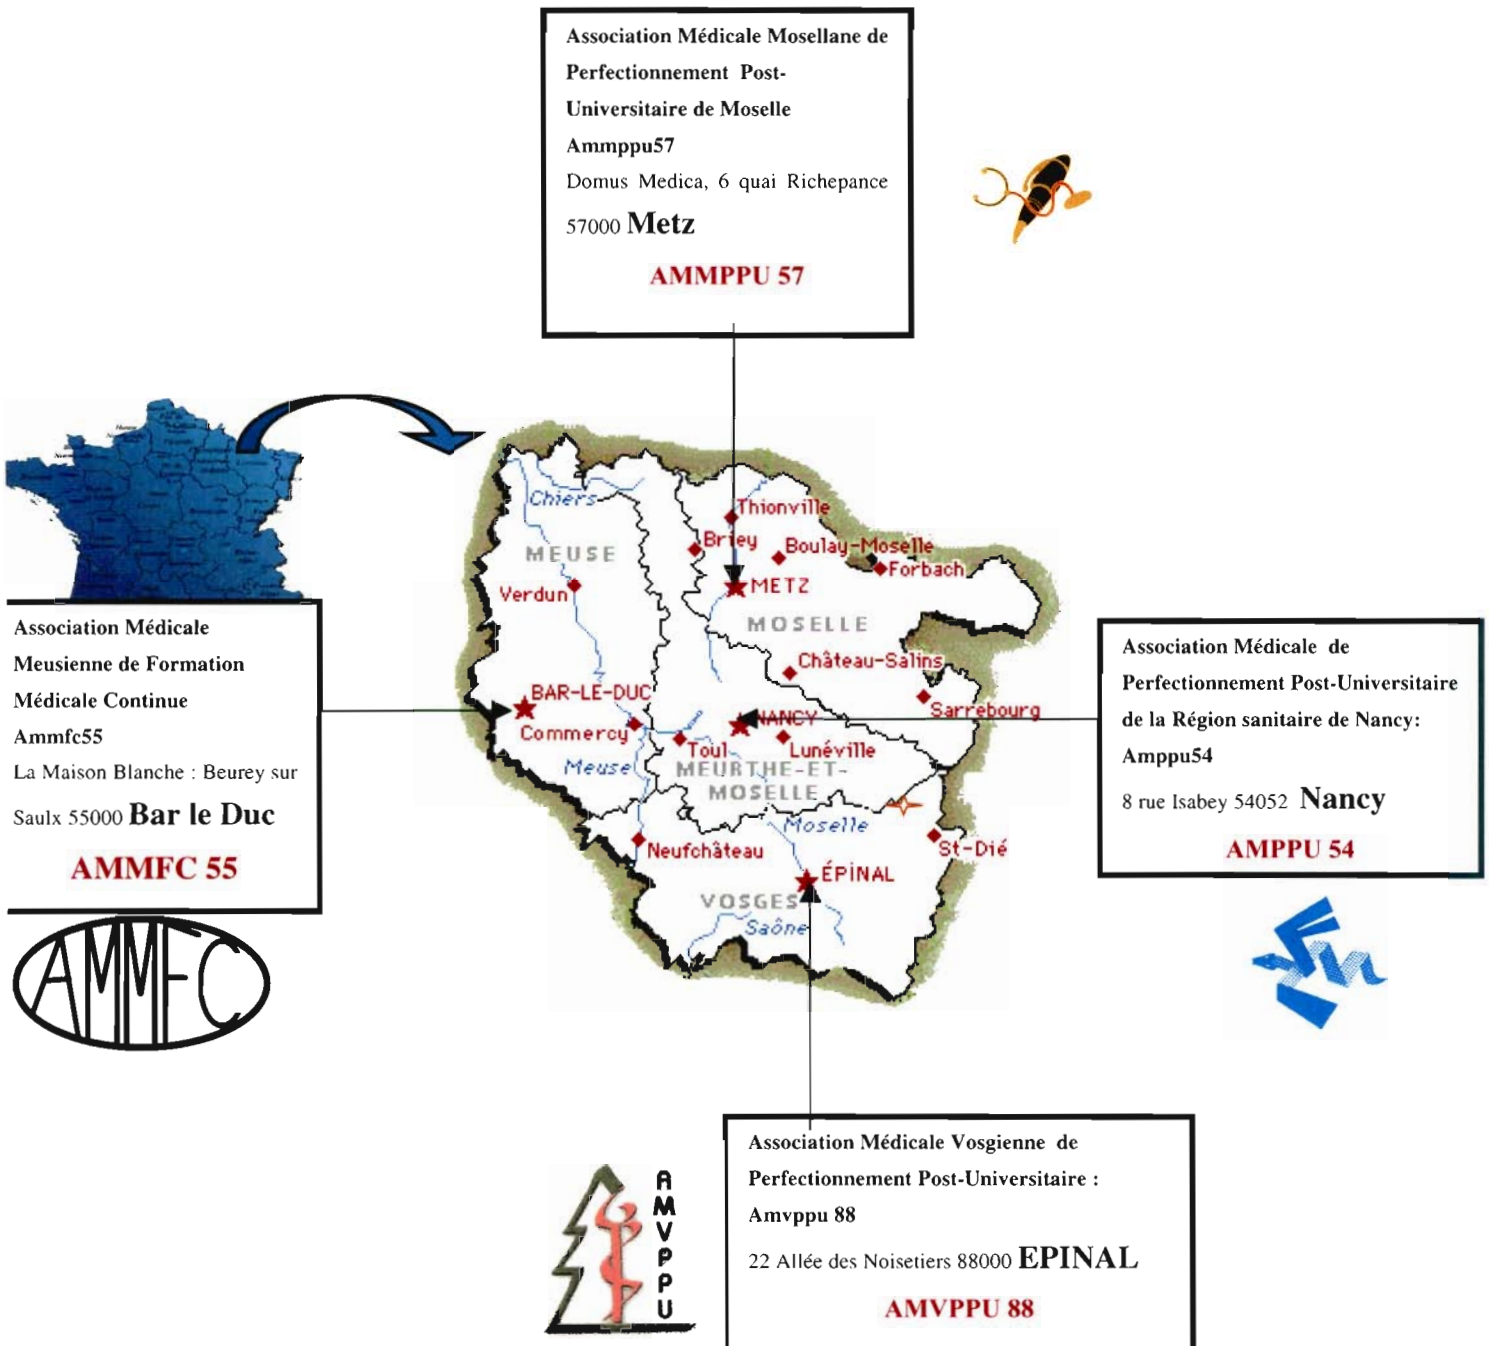 Association Médicale Mosellane de
Perfectionnement Post-
Universitaire de Moselle
Ammppu57
Domus Medica, 6 quai Richepance
57000 Metz
AMMPPU 57
Chiers
MEUSE
Verdun
Thionville
Briey
Boulay-Moselle
Forbach
METZ
MOSELLE
Château-Salins
Sarrebourg
BAR-LE-DUC
Commercy
NANCY
Toul
Lunéville
Meuse
MEURTHE-ET-
MOSELLE
Moselle
Neufchâteau
St-Dié
ÉPINAL
VOSGES
Saône
Association Médicale
Meusienne de Formation
Médicale Continue
Ammfc55
La Maison Blanche : Beurey sur
Saulx 55000 Bar le Duc
AMMFC 55
AMMFC
Association Médicale de
Perfectionnement Post-Universitaire
de la Région sanitaire de Nancy:
Amppu54
8 rue Isabey 54052 Nancy
AMPPU 54
AMVPPU
Association Médicale Vosgienne de
Perfectionnement Post-Universitaire :
Amvppu 88
22 Allée des Noisetiers 88000 EPINAL
AMVPPU 88